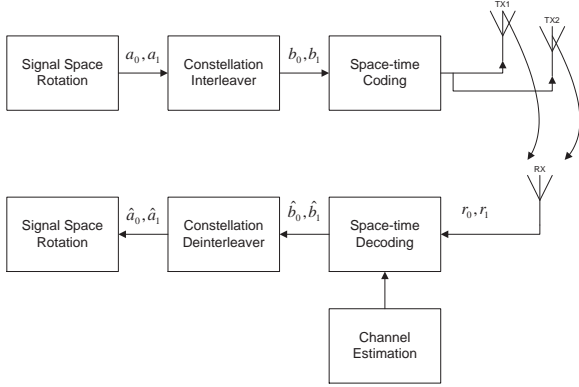 TX1
TX2
Signal Space
Rotation
a₀, a₁
Constellation
Interleaver
b₀, b₁
Space-time
Coding
RX
Signal Space
Rotation
â₀, â₁
Constellation
Deinterleaver
b̂₀, b̂₁
Space-time
Decoding
r₀, r₁
Channel
Estimation